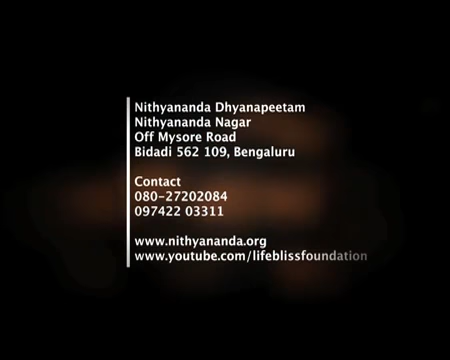 Nithyananda Dhyanapeetam
Nithyananda Nagar
Off Mysore Road
Bidadi 562 109, Bengaluru
Contact
080-27202084
097422 03311
www.nithyananda.org
www.youtube.com/lifeblissfoundation